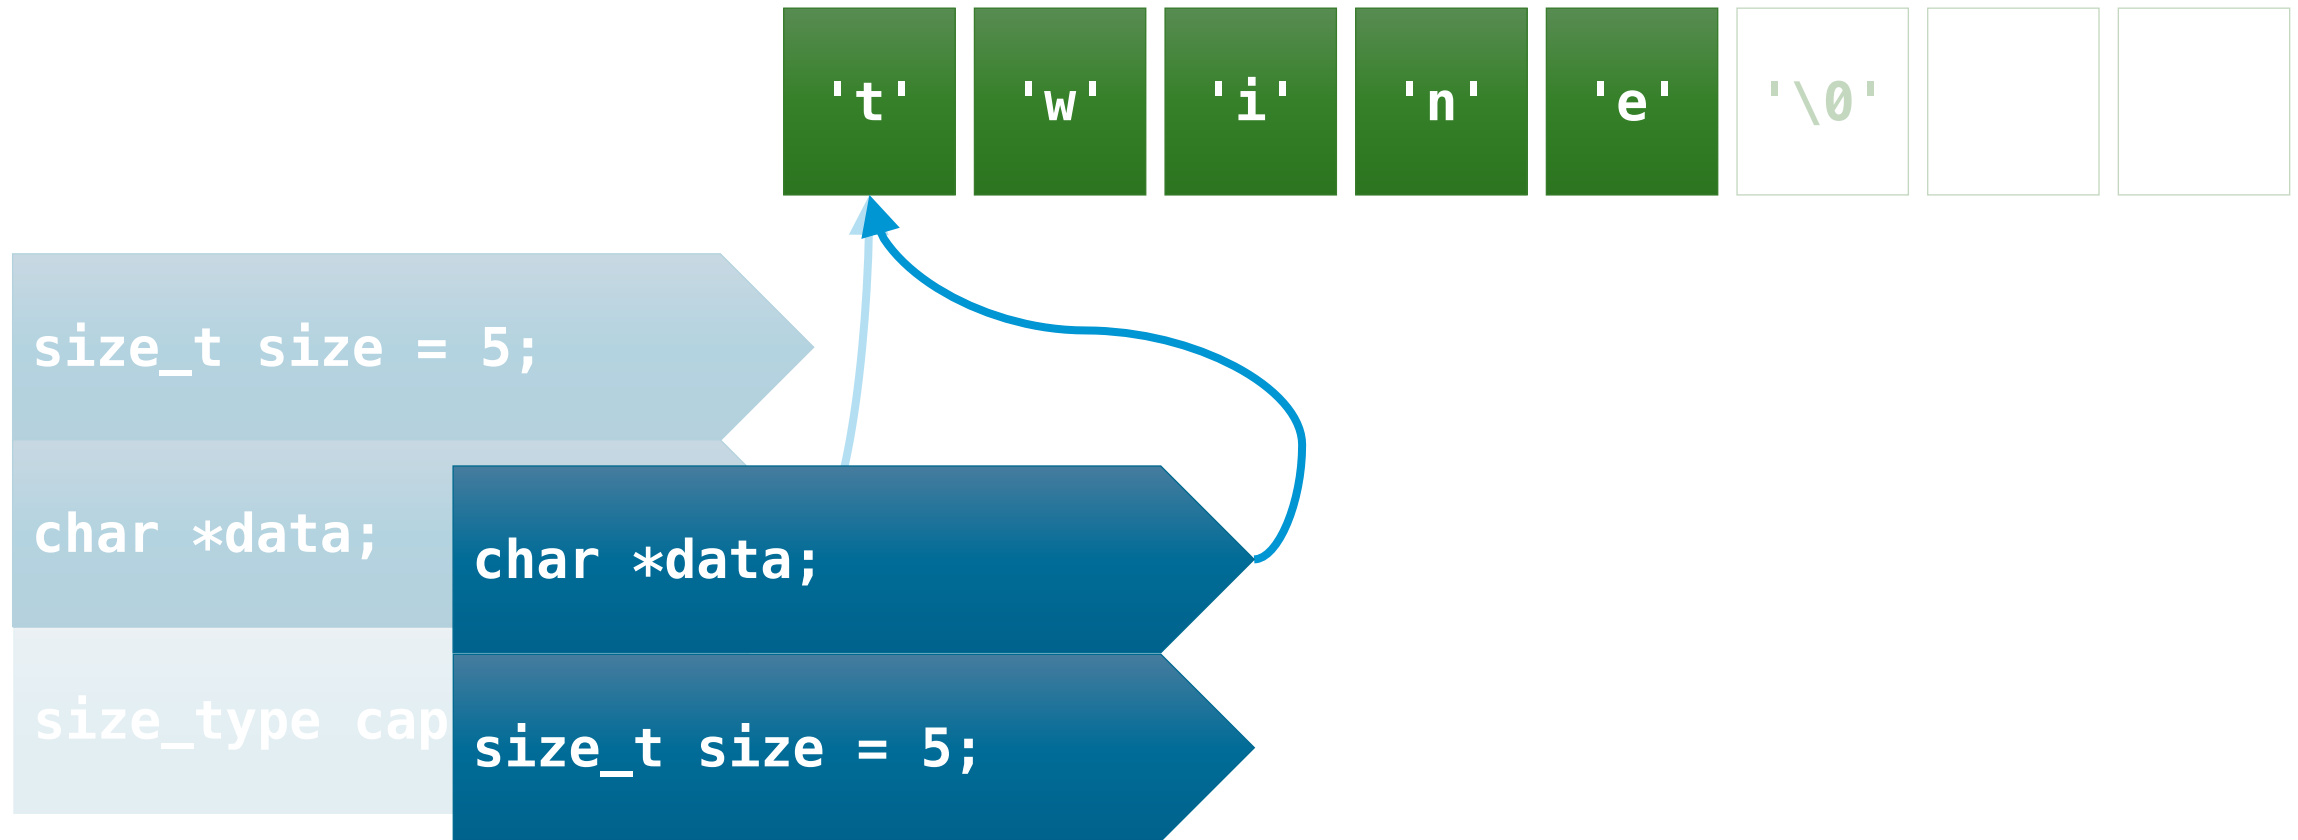 't' 'w' 'i' 'n' 'e' '\0'
size_t size = 5;
char *data;
size_type cap
char *data;
size_t size = 5;